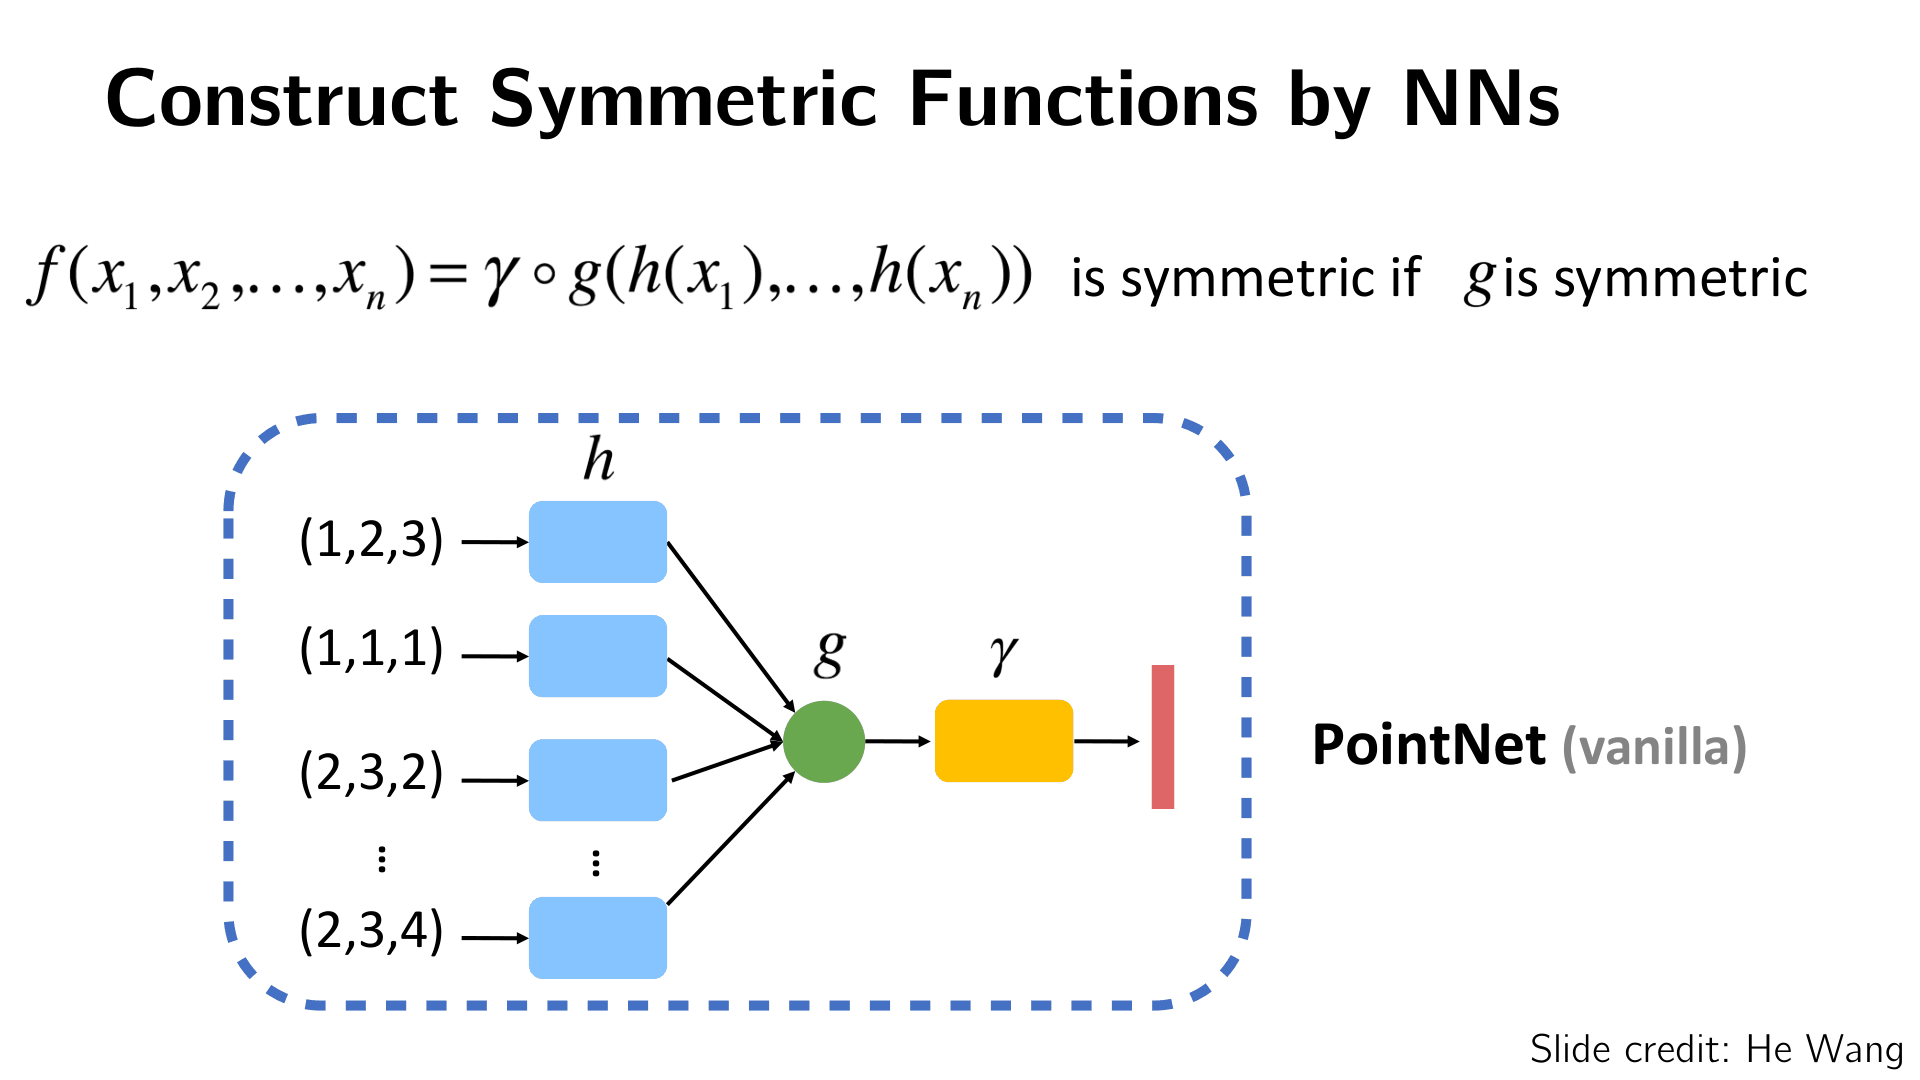 Construct Symmetric Functions by NNs
f(x₁,x₂,…,xₙ) = γ ∘ g(h(x₁),…,h(xₙ)) is symmetric if g is symmetric
h
(1,2,3)
(1,1,1)
g γ
(2,3,2)
PointNet (vanilla)
⋮ ⋮
(2,3,4)
Slide credit: He Wang